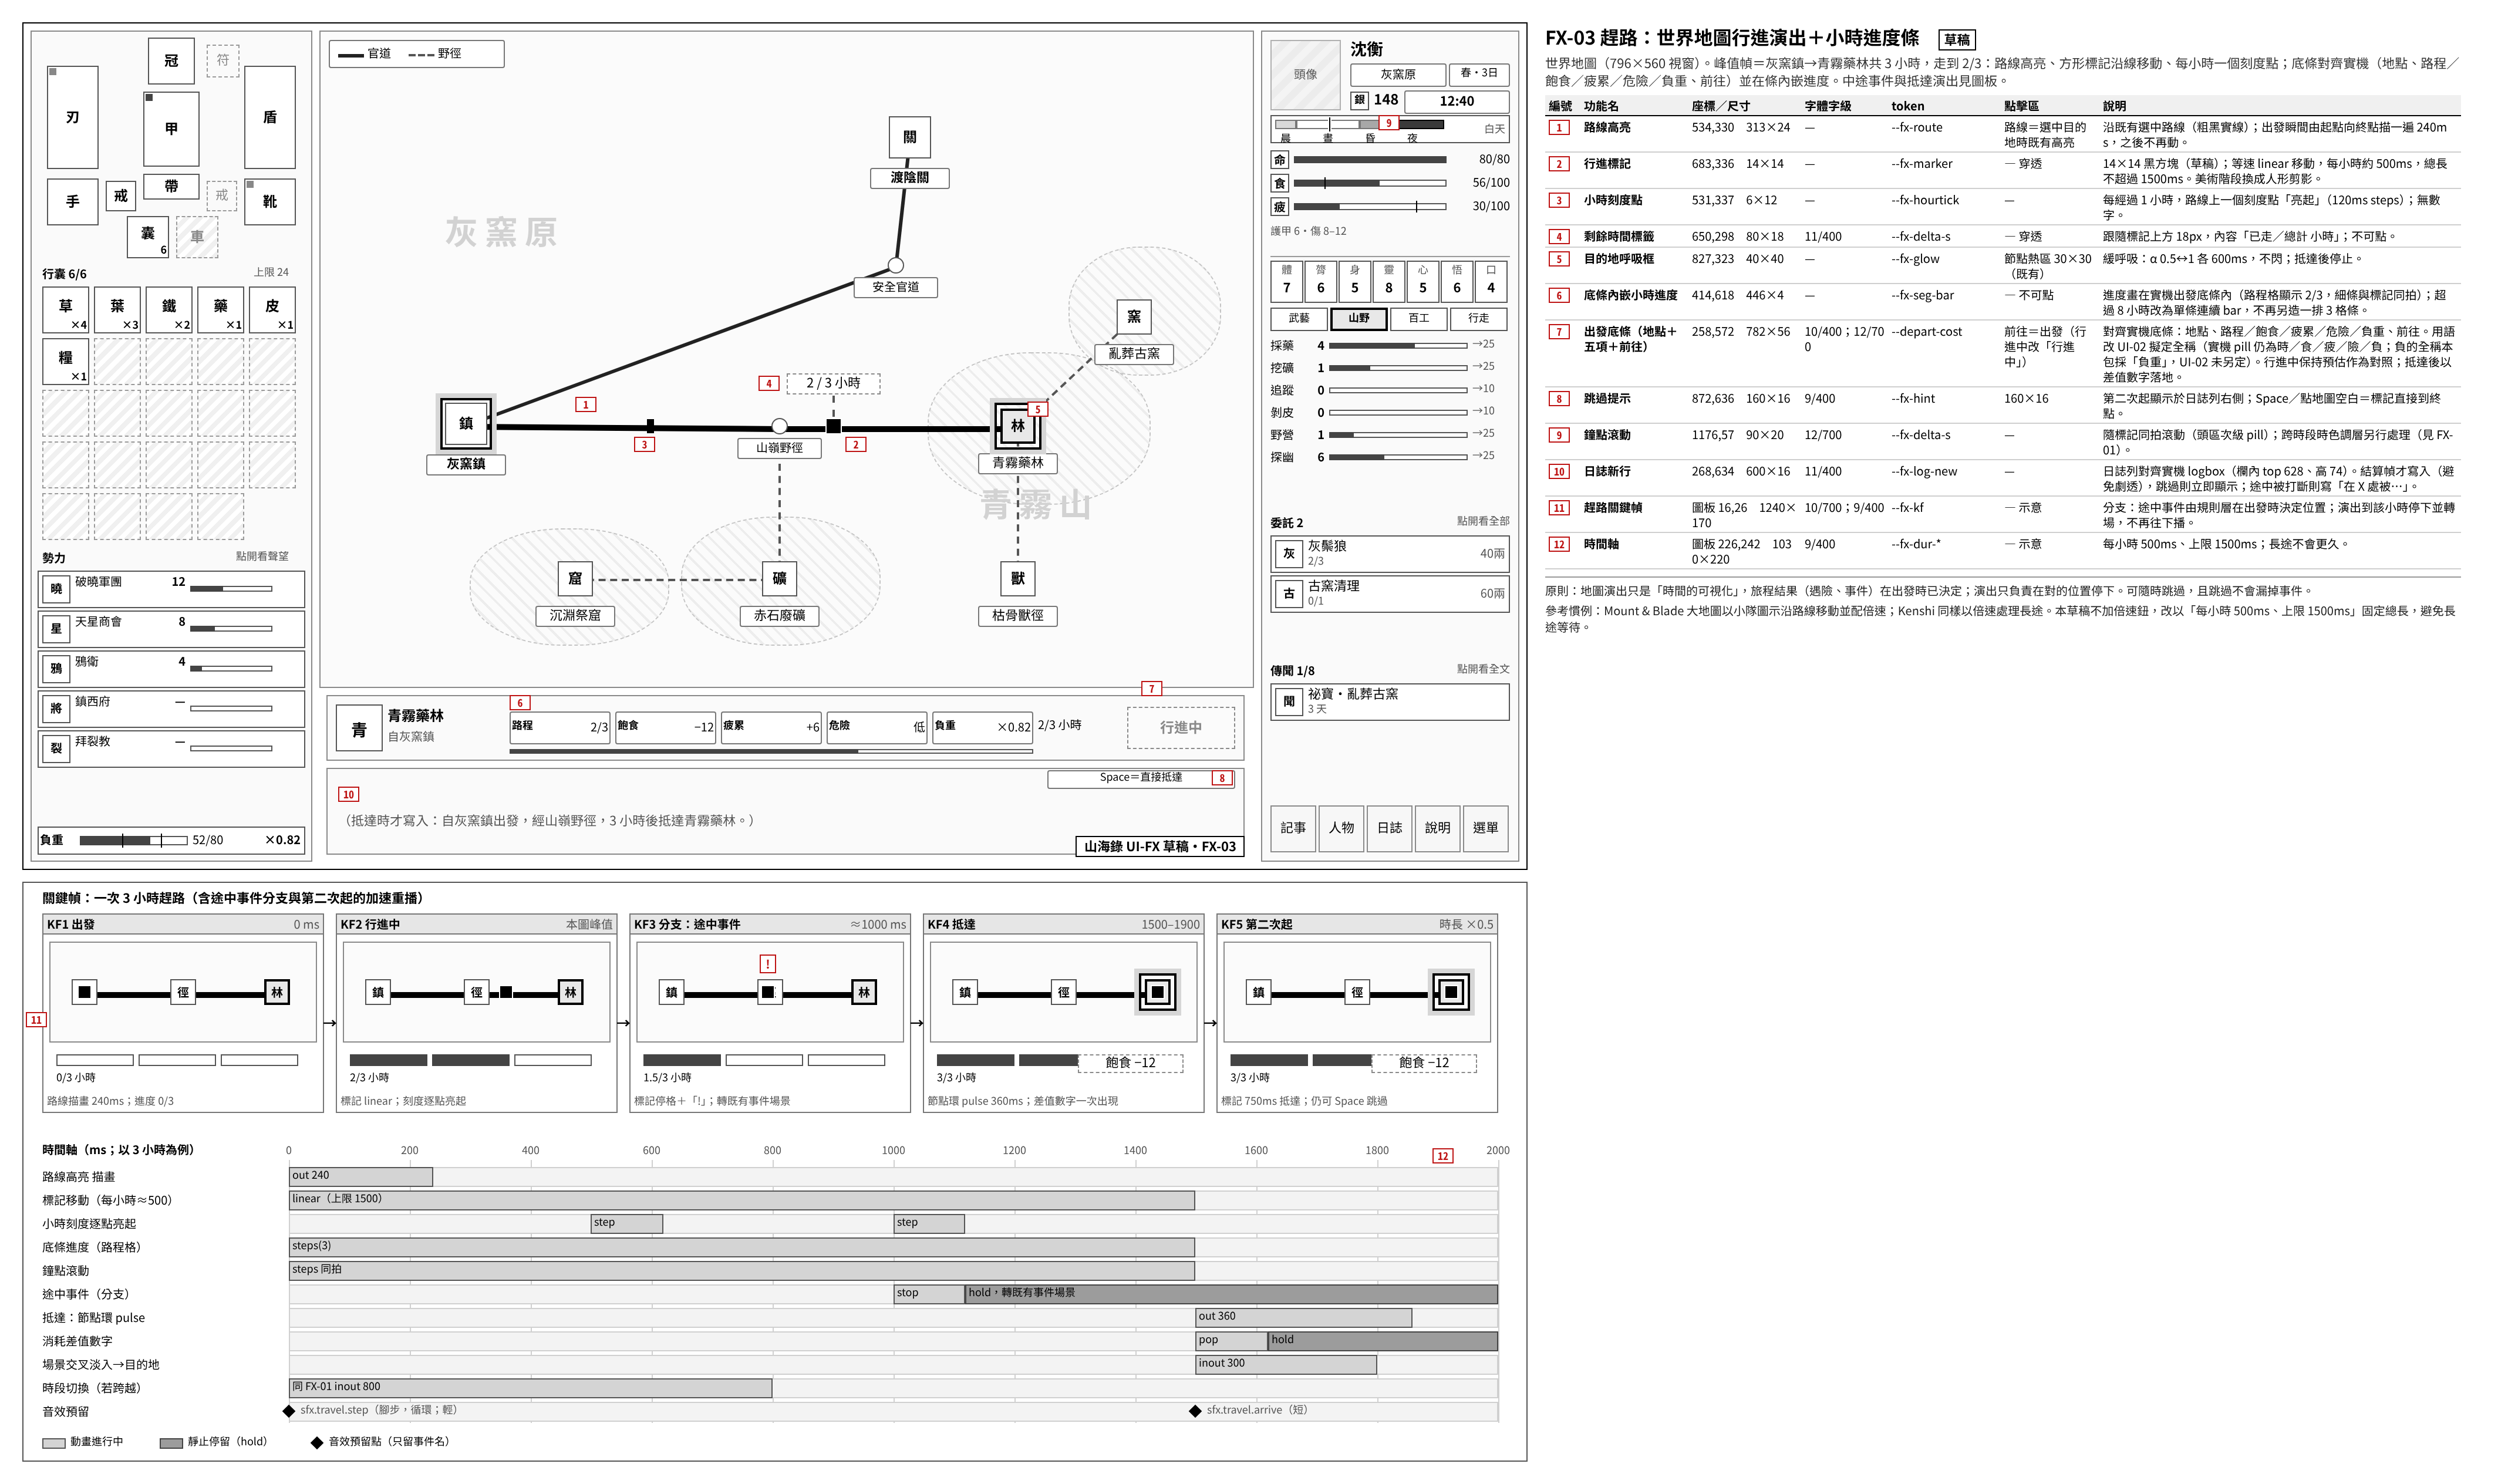 冠
符
刃
甲
盾
手
戒
帶
戒
靴
囊
6
車
行囊 6/6
上限 24
草
×4
葉
×3
鐵
×2
藥
×1
皮
×1
糧
×1
勢力
點開看聲望
曉
破曉軍團
12
星
天星商會
8
鴉
鴉衛
4
將
鎮西府
—
裂
拜裂教
—
負重
52/80
×0.82
官道
野徑
灰窯原
關
渡陰關
安全官道
窯
亂葬古窯
4
2 / 3 小時
1
鎮
灰窯鎮
3
山嶺野徑
2
5
林
青霧藥林
青霧山
窟
沉淵祭窟
礦
赤石廢礦
獸
枯骨獸徑
7
6
青
青霧藥林
自灰窯鎮
路程
2/3
飽食
−12
疲累
+6
危險
低
負重
×0.82
2/3 小時
行進中
Space＝直接抵達
8
10
（抵達時才寫入：自灰窯鎮出發，經山嶺野徑，3 小時後抵達青霧藥林。）
山海錄 UI-FX 草稿・FX-03
頭像
沈衡
灰窯原
春・3日
銀
148
12:40
9
晨
晝
昏
夜
白天
命
80/80
食
56/100
疲
30/100
護甲 6・傷 8–12
體
7
膂
6
身
5
靈
8
心
5
悟
6
口
4
武藝
山野
百工
行走
採藥
4
→25
挖礦
1
→25
追蹤
0
→10
剝皮
0
→10
野營
1
→25
探幽
6
→25
委託 2
點開看全部
灰
灰鬃狼
2/3
40兩
古
古窯清理
0/1
60兩
傳聞 1/8
點開看全文
聞
祕寶・亂葬古窯
3 天
記事
人物
日誌
說明
選單
FX-03 趕路：世界地圖行進演出＋小時進度條
草稿
世界地圖（796×560 視窗）。峰值幀＝灰窯鎮→青霧藥林共 3 小時，走到 2/3：路線高亮、方形標記沿線移動、每小時一個刻度點；底條對齊實機（地點、路程／
飽食／疲累／危險／負重、前往）並在條內嵌進度。中途事件與抵達演出見圖板。
編號
功能名
座標／尺寸
字體字級
token
點擊區
說明
1
路線高亮
534,330 313×24
—
--fx-route
路線＝選中目的
地時既有高亮
沿既有選中路線（粗黑實線）；出發瞬間由起點向終點描一遍 240m
s，之後不再動。
2
行進標記
683,336 14×14
—
--fx-marker
— 穿透
14×14 黑方塊（草稿）；等速 linear 移動，每小時約 500ms，總長
不超過 1500ms。美術階段換成人形剪影。
3
小時刻度點
531,337 6×12
—
--fx-hourtick
—
每經過 1 小時，路線上一個刻度點「亮起」（120ms steps）；無數
字。
4
剩餘時間標籤
650,298 80×18
11/400
--fx-delta-s
— 穿透
跟隨標記上方 18px，內容「已走／總計 小時」；不可點。
5
目的地呼吸框
827,323 40×40
—
--fx-glow
節點熱區 30×30
（既有）
緩呼吸：α 0.5↔1 各 600ms，不閃；抵達後停止。
6
底條內嵌小時進度
414,618 446×4
—
--fx-seg-bar
— 不可點
進度畫在實機出發底條內（路程格顯示 2/3，細條與標記同拍）；超
過 8 小時改為單條連續 bar，不再另造一排 3 格條。
7
出發底條（地點＋
五項＋前往）
258,572 782×56
10/400；12/70
0
--depart-cost
前往＝出發（行
進中改「行進
中」）
對齊實機底條：地點、路程／飽食／疲累／危險／負重、前往。用語
改 UI-02 擬定全稱（實機 pill 仍為時／食／疲／險／負；負的全稱本
包採「負重」，UI-02 未另定）。行進中保持預估作為對照；抵達後以
差值數字落地。
8
跳過提示
872,636 160×16
9/400
--fx-hint
160×16
第二次起顯示於日誌列右側；Space／點地圖空白＝標記直接到終
點。
9
鐘點滾動
1176,57 90×20
12/700
--fx-delta-s
—
隨標記同拍滾動（頭區次級 pill）；跨時段時色調層另行處理（見 FX-
01）。
10
日誌新行
268,634 600×16
11/400
--fx-log-new
—
日誌列對齊實機 logbox（欄內 top 628、高 74）。結算幀才寫入（避
免劇透），跳過則立即顯示；途中被打斷則寫「在 X 處被⋯」。
11
趕路關鍵幀
圖板 16,26 1240×
170
10/700；9/400
--fx-kf
— 示意
分支：途中事件由規則層在出發時決定位置；演出到該小時停下並轉
場，不再往下播。
12
時間軸
圖板 226,242 103
0×220
9/400
--fx-dur-*
— 示意
每小時 500ms、上限 1500ms；長途不會更久。
原則：地圖演出只是「時間的可視化」，旅程結果（遇險、事件）在出發時已決定；演出只負責在對的位置停下。可隨時跳過，且跳過不會漏掉事件。
參考慣例：Mount & Blade 大地圖以小隊圖示沿路線移動並配倍速；Kenshi 同樣以倍速處理長途。本草稿不加倍速鈕，改以「每小時 500ms、上限 1500ms」固定總長，避免長
途等待。
關鍵幀：一次 3 小時趕路（含途中事件分支與第二次起的加速重播）
KF1 出發
0 ms
徑
林
11
0/3 小時
路線描畫 240ms；進度 0/3
→
KF2 行進中
本圖峰值
鎮
徑
林
2/3 小時
標記 linear；刻度逐點亮起
→
KF3 分支：途中事件
≈1000 ms
!
鎮
林
1.5/3 小時
標記停格＋「!」；轉既有事件場景
→
KF4 抵達
1500–1900
鎮
徑
飽食 −12
3/3 小時
節點環 pulse 360ms；差值數字一次出現
→
KF5 第二次起
時長 ×0.5
鎮
徑
飽食 −12
3/3 小時
標記 750ms 抵達；仍可 Space 跳過
時間軸（ms；以 3 小時為例）
0
200
400
600
800
1000
1200
1400
1600
1800
2000
12
路線高亮 描畫
out 240
標記移動（每小時≈500）
linear（上限 1500）
小時刻度逐點亮起
step
step
底條進度（路程格）
steps(3)
鐘點滾動
steps 同拍
途中事件（分支）
stop
hold，轉既有事件場景
抵達：節點環 pulse
out 360
消耗差值數字
pop
hold
場景交叉淡入→目的地
inout 300
時段切換（若跨越）
同 FX-01 inout 800
音效預留
sfx.travel.step（腳步，循環；輕）
sfx.travel.arrive（短）
動畫進行中
靜止停留（hold）
音效預留點（只留事件名）